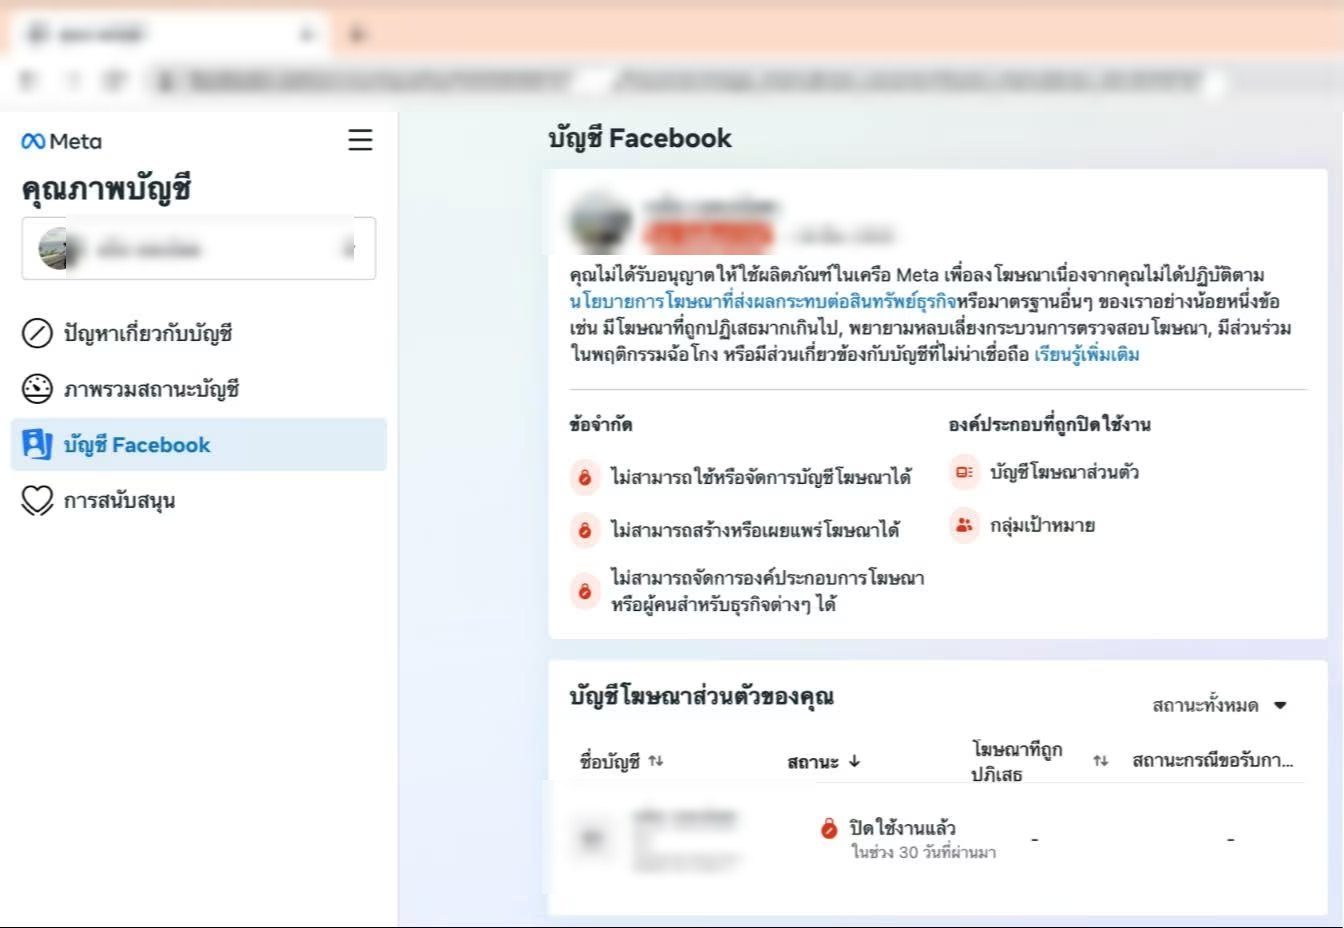 Meta
คุณภาพบัญชี
ปัญหาเกี่ยวกับบัญชี
ภาพรวมสถานะบัญชี
บัญชี Facebook
การสนับสนุน
บัญชี Facebook
คุณไม่ได้รับอนุญาตให้ใช้ผลิตภัณฑ์ในเครือ Meta เพื่อลงโฆษณาเนื่องจากคุณไม่ได้ปฏิบัติตาม
นโยบายการโฆษณาที่ส่งผลกระทบต่อสินทรัพย์ธุรกิจหรือมาตรฐานอื่นๆ ของเราอย่างน้อยหนึ่งข้อ
เช่น มีโฆษณาที่ถูกปฏิเสธมากเกินไป, พยายามหลบเลี่ยงกระบวนการตรวจสอบโฆษณา, มีส่วนร่วม
ในพฤติกรรมฉ้อโกง หรือมีส่วนเกี่ยวข้องกับบัญชีที่ไม่น่าเชื่อถือ เรียนรู้เพิ่มเติม
ข้อจำกัด
ไม่สามารถใช้หรือจัดการบัญชีโฆษณาได้
ไม่สามารถสร้างหรือเผยแพร่โฆษณาได้
ไม่สามารถจัดการองค์ประกอบการโฆษณา
หรือผู้คนสำหรับธุรกิจต่างๆ ได้
องค์ประกอบที่ถูกปิดใช้งาน
บัญชีโฆษณาส่วนตัว
กลุ่มเป้าหมาย
บัญชีโฆษณาส่วนตัวของคุณ
สถานะทั้งหมด
ชื่อบัญชี
สถานะ
โฆษณาที่ถูก
ปฏิเสธ
สถานะกรณีขอรับกา...
ปิดใช้งานแล้ว
ในช่วง 30 วันที่ผ่านมา
-
-